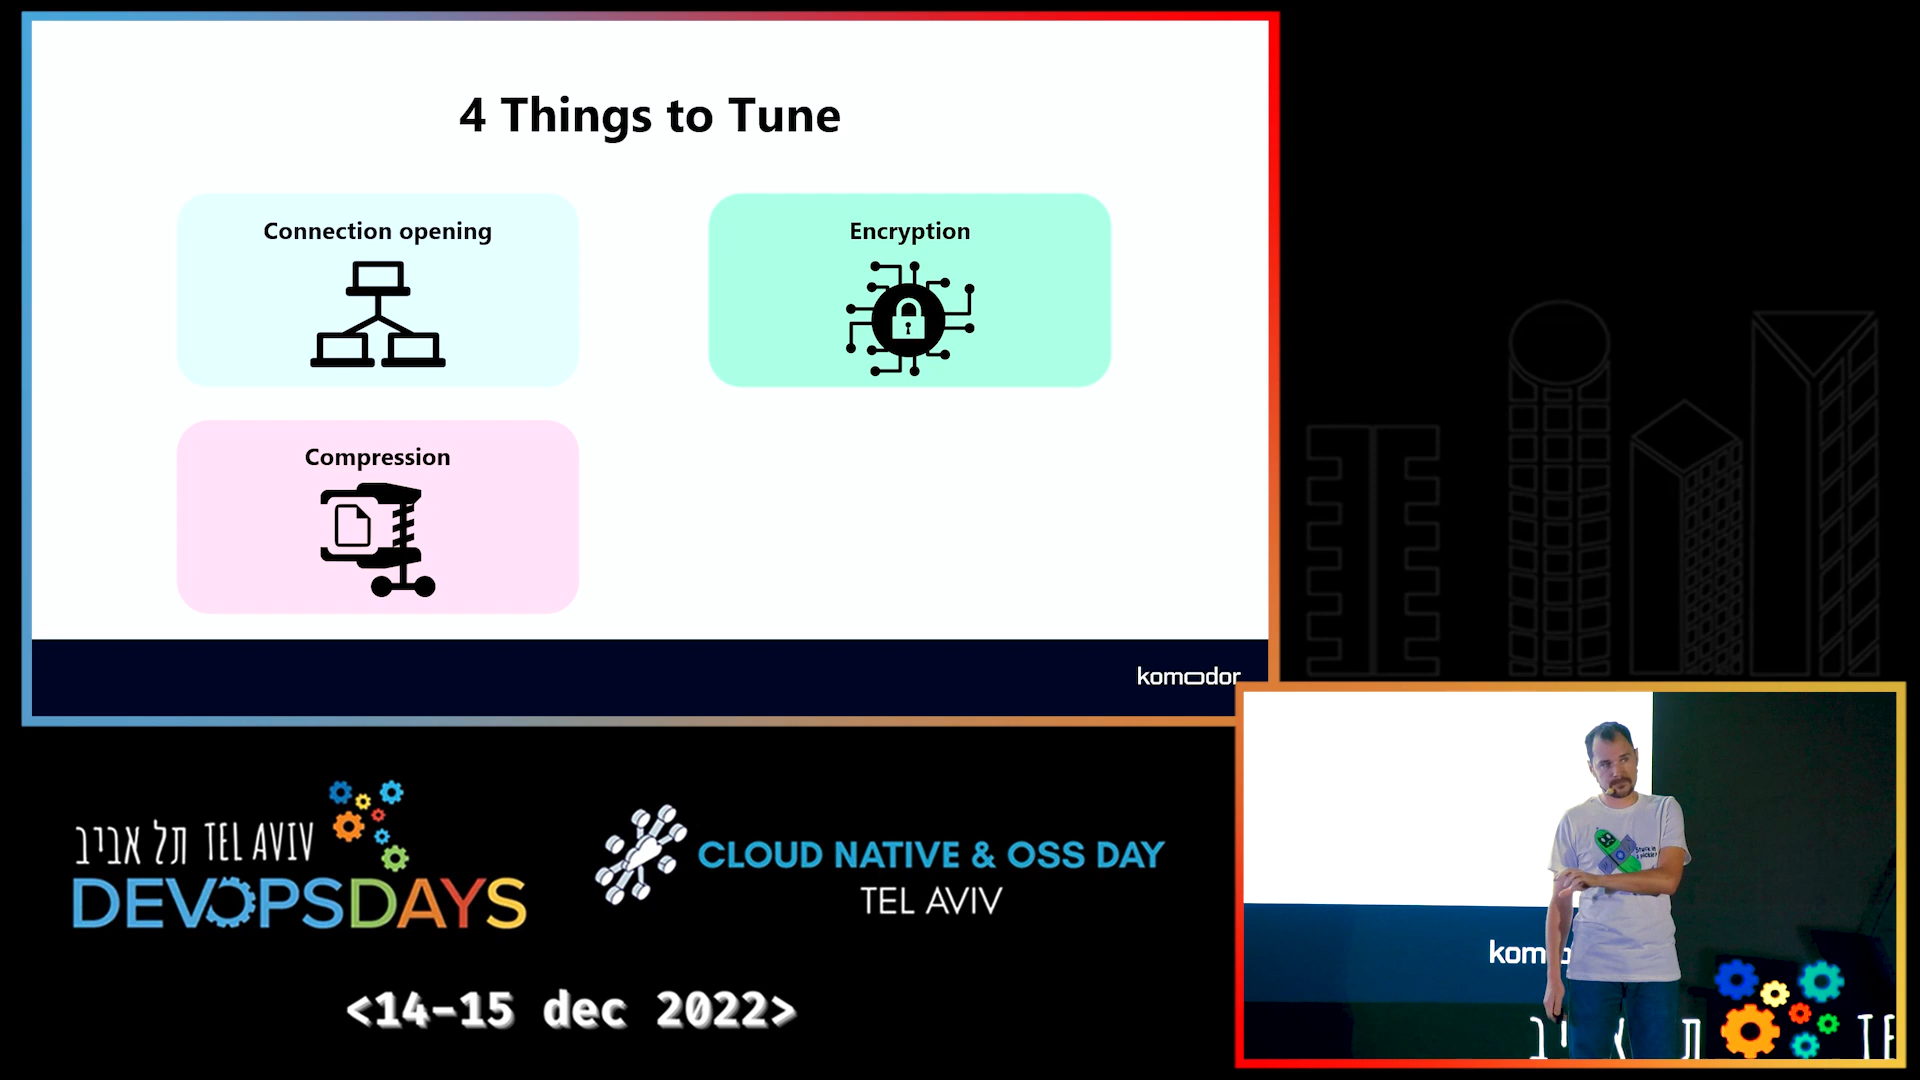 4 Things to Tune
Connection opening
Encryption
Compression
komodor
תל אביב TEL AVIV
DEVOPSDAYS
CLOUD NATIVE & OSS DAY
TEL AVIV
<14-15 dec 2022>
kom